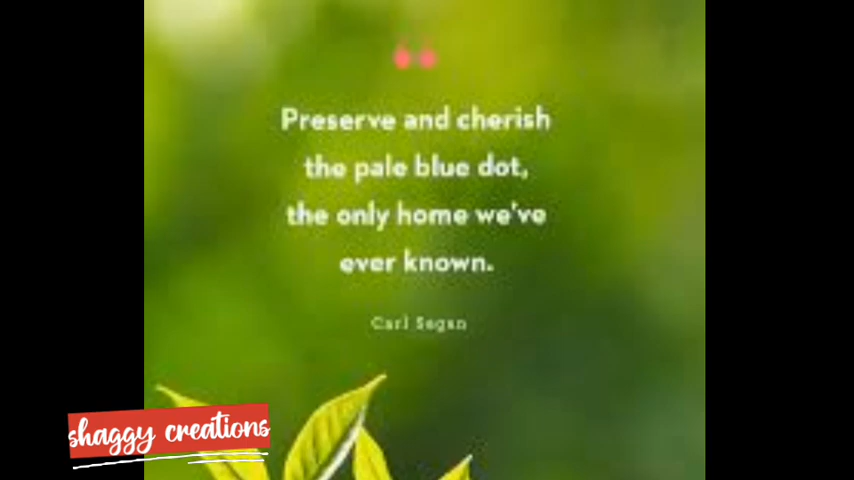 Preserve and cherish
the pale blue dot,
the only home we've
ever known.
Carl Sagan
shaggy creations